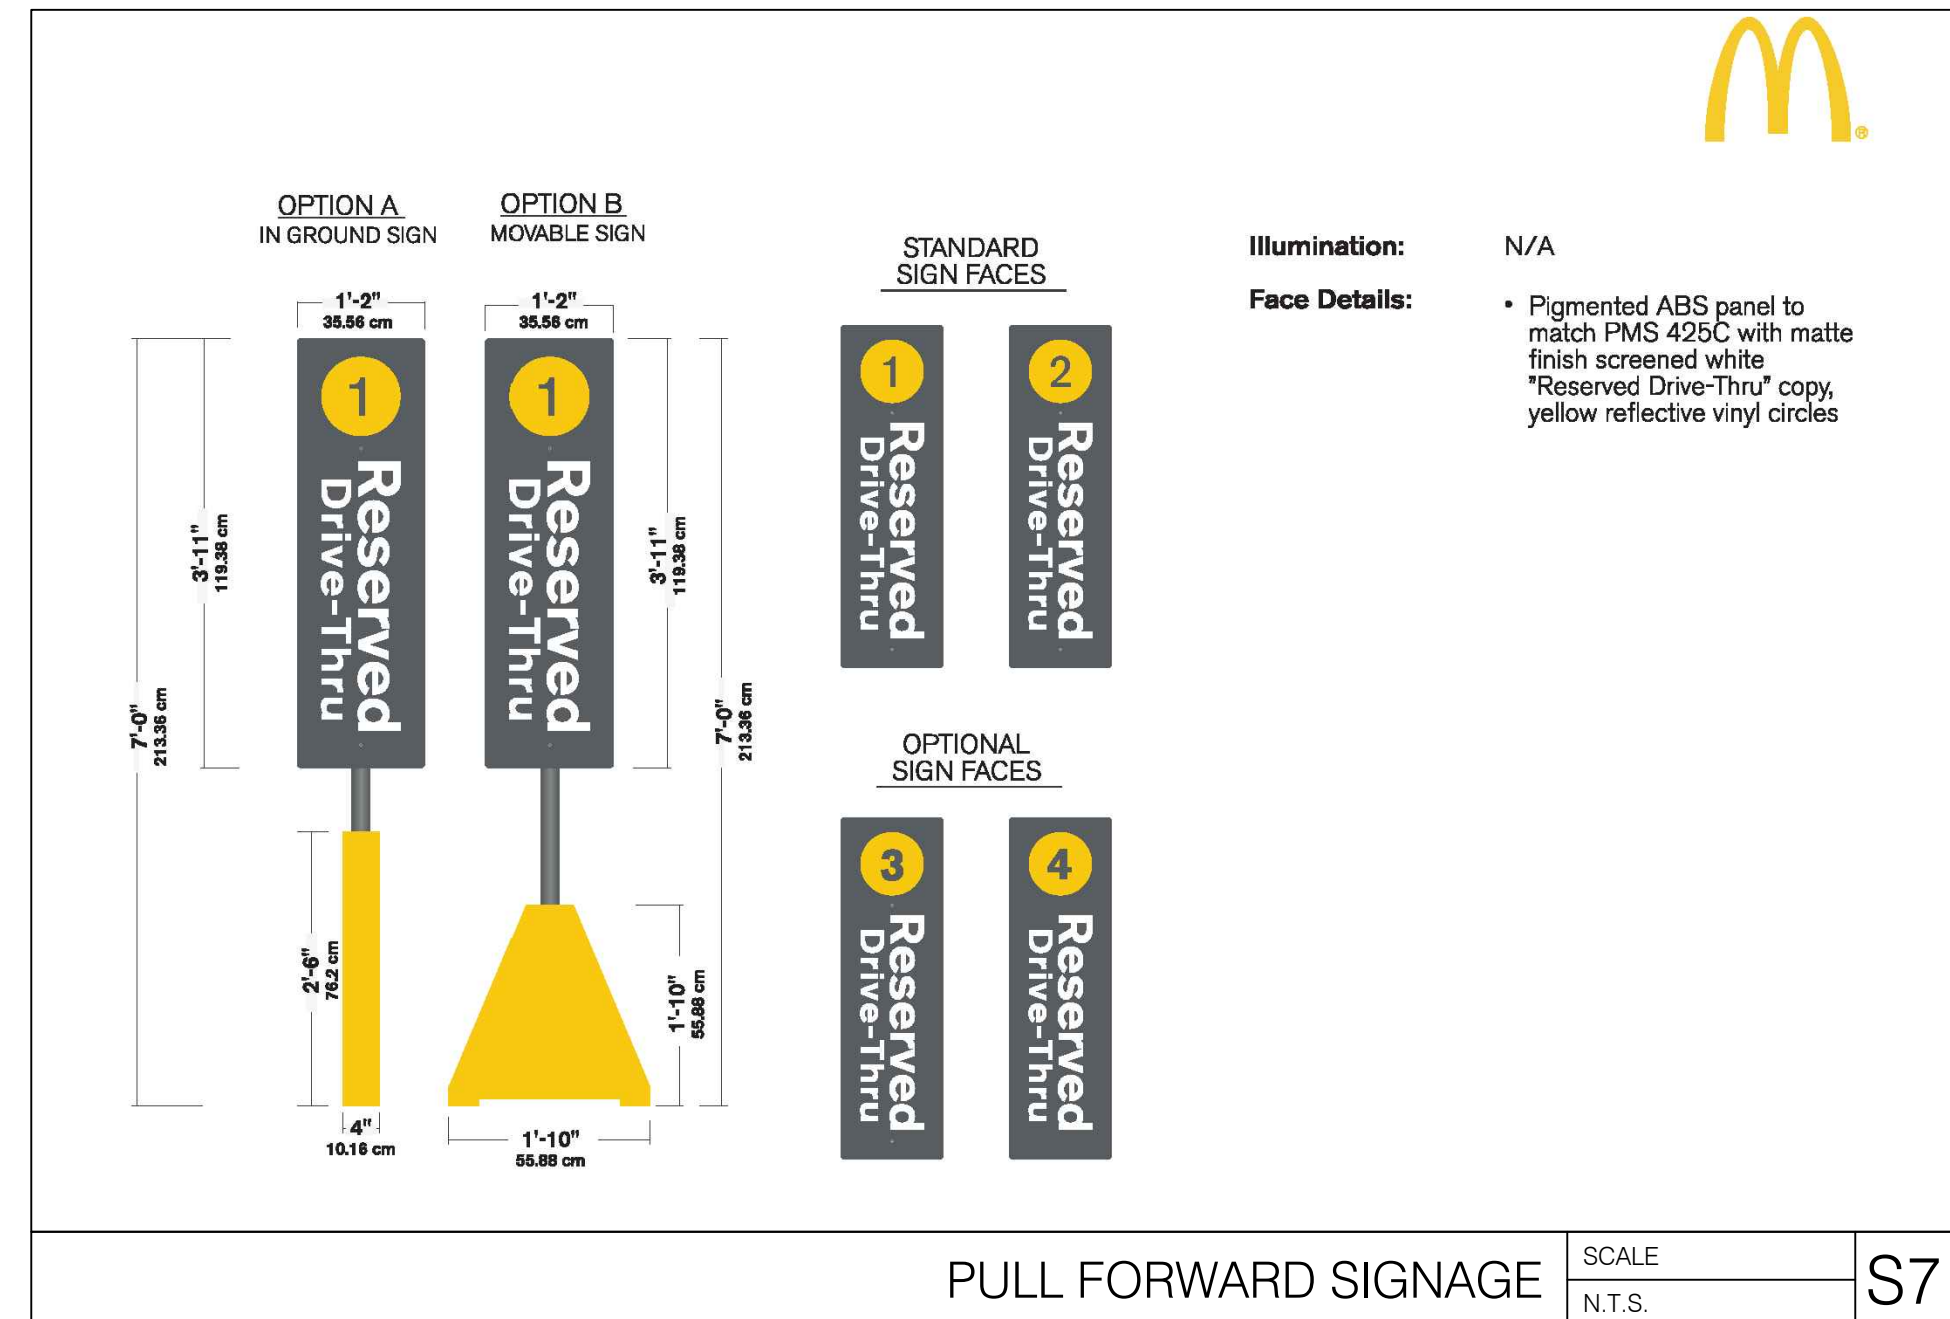 ®
OPTION A
IN GROUND SIGN
OPTION B
MOVABLE SIGN
1'-2"
35.56 cm
1'-2"
35.56 cm
1
Reserved
Drive-Thru
1
Reserved
Drive-Thru
3'-11"
119.38 cm
7'-0"
213.36 cm
3'-11"
119.38 cm
7'-0"
213.36 cm
2'-6"
76.2 cm
1'-10"
55.88 cm
4"
10.16 cm
1'-10"
55.88 cm
STANDARD
SIGN FACES
1
Reserved
Drive-Thru
2
Reserved
Drive-Thru
OPTIONAL
SIGN FACES
3
Reserved
Drive-Thru
4
Reserved
Drive-Thru
Illumination: N/A
Face Details: • Pigmented ABS panel to
match PMS 425C with matte
finish screened white
"Reserved Drive-Thru" copy,
yellow reflective vinyl circles
PULL FORWARD SIGNAGE
SCALE
N.T.S.
S7